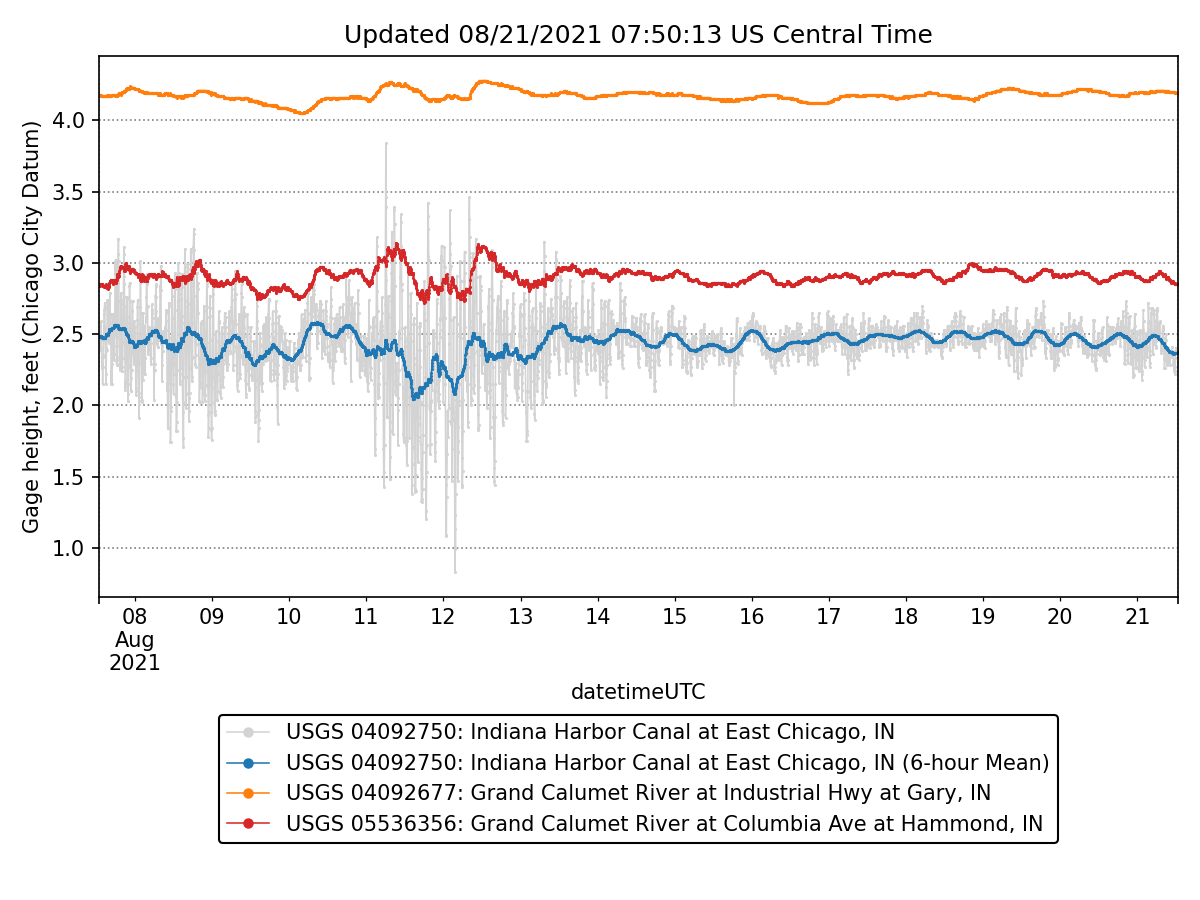 Updated 08/21/2021 07:50:13 US Central Time
Gage height, feet (Chicago City Datum)
4.0
3.5
3.0
2.5
2.0
1.5
1.0
08 09 10 11 12 13 14 15 16 17 18 19 20 21
Aug
2021
datetimeUTC
USGS 04092750: Indiana Harbor Canal at East Chicago, IN
USGS 04092750: Indiana Harbor Canal at East Chicago, IN (6-hour Mean)
USGS 04092677: Grand Calumet River at Industrial Hwy at Gary, IN
USGS 05536356: Grand Calumet River at Columbia Ave at Hammond, IN